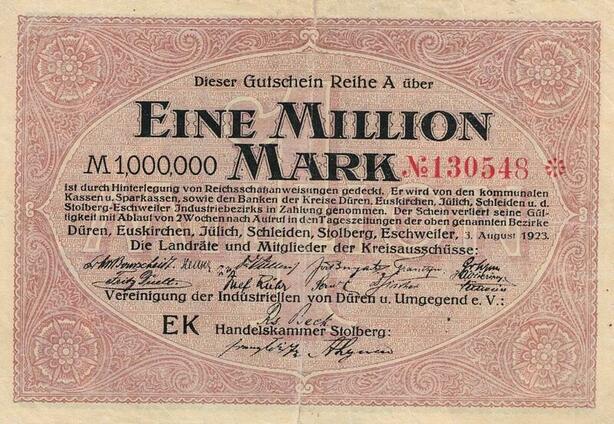 Dieser Gutschein Reihe A über
EINE MILLION
M 1,000,000 MARK № 130548 ✻
ist durch Hinterlegung von Reichsschatzanweisungen gedeckt. Er wird von den kommunalen
Kassen u. Sparkassen, sowie den Banken der Kreise Düren, Euskirchen, Jülich, Schleiden u. d.
Stolberg-Eschweiler Industriebezirks in Zahlung genommen. Der Schein verliert seine Gül-
tigkeit mit Ablauf von 2 Wochen nach Aufruf in den Tageszeitungen der oben genannten Bezirke
Düren, Euskirchen, Jülich, Schleiden, Stolberg, Eschweiler, 3. August 1923.
Die Landräte und Mitglieder der Kreisausschüsse:
Vereinigung der Industriellen von Düren u. Umgegend e. V.:
EK Handelskammer Stolberg: